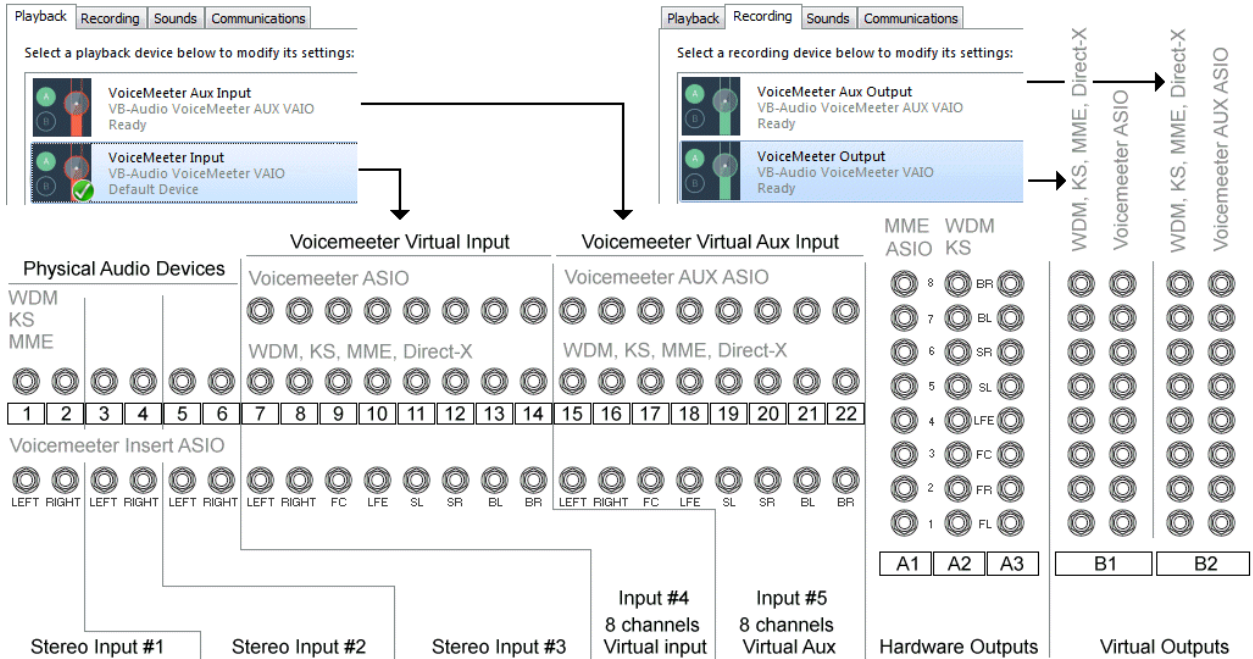 Playback Recording Sounds Communications
Select a playback device below to modify its settings:
A
B
VoiceMeeter Aux Input
VB-Audio VoiceMeeter AUX VAIO
Ready
A
B
VoiceMeeter Input
VB-Audio VoiceMeeter VAIO
Default Device
Playback Recording Sounds Communications
Select a recording device below to modify its settings:
A
B
VoiceMeeter Aux Output
VB-Audio VoiceMeeter AUX VAIO
Ready
A
B
VoiceMeeter Output
VB-Audio VoiceMeeter VAIO
Ready
WDM, KS, MME, Direct-X
Voicemeeter ASIO
WDM, KS, MME, Direct-X
Voicemeeter AUX ASIO
Physical Audio Devices
WDM
KS
MME
Voicemeeter Virtual Input
Voicemeeter ASIO
WDM, KS, MME, Direct-X
Voicemeeter Virtual Aux Input
Voicemeeter AUX ASIO
WDM, KS, MME, Direct-X
1 2 3 4 5 6 7 8 9 10 11 12 13 14 15 16 17 18 19 20 21 22
Voicemeeter Insert ASIO
LEFT RIGHT LEFT RIGHT LEFT RIGHT LEFT RIGHT FC LFE SL SR BL BR LEFT RIGHT FC LFE SL SR BL BR
MME WDM
ASIO KS
8 BR
7 BL
6 SR
5 SL
4 LFE
3 FC
2 FR
1 FL
A1 A2 A3 B1 B2
Stereo Input #1
Stereo Input #2
Stereo Input #3
Input #4
8 channels
Virtual input
Input #5
8 channels
Virtual Aux
Hardware Outputs
Virtual Outputs